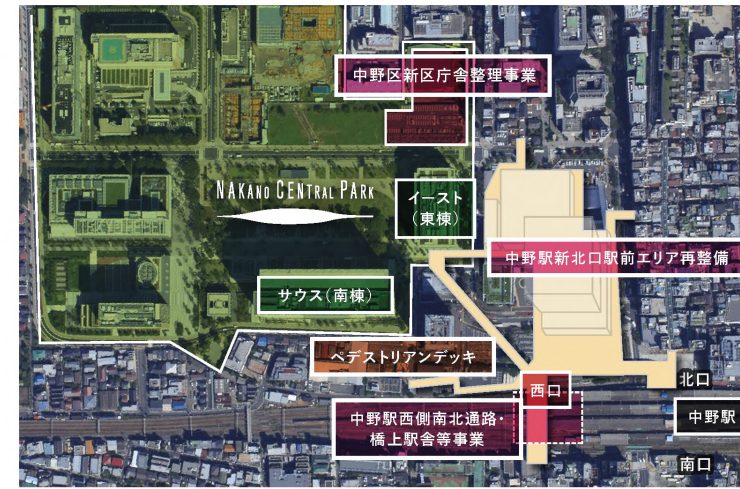 中野区新区庁舎整理事業
NAKANO CENTRAL PARK
イースト
(東棟)
中野駅新北口駅前エリア再整備
サウス(南棟)
ペデストリアンデッキ
西口
北口
中野駅西側南北通路・
橋上駅舎等事業
中野駅
南口